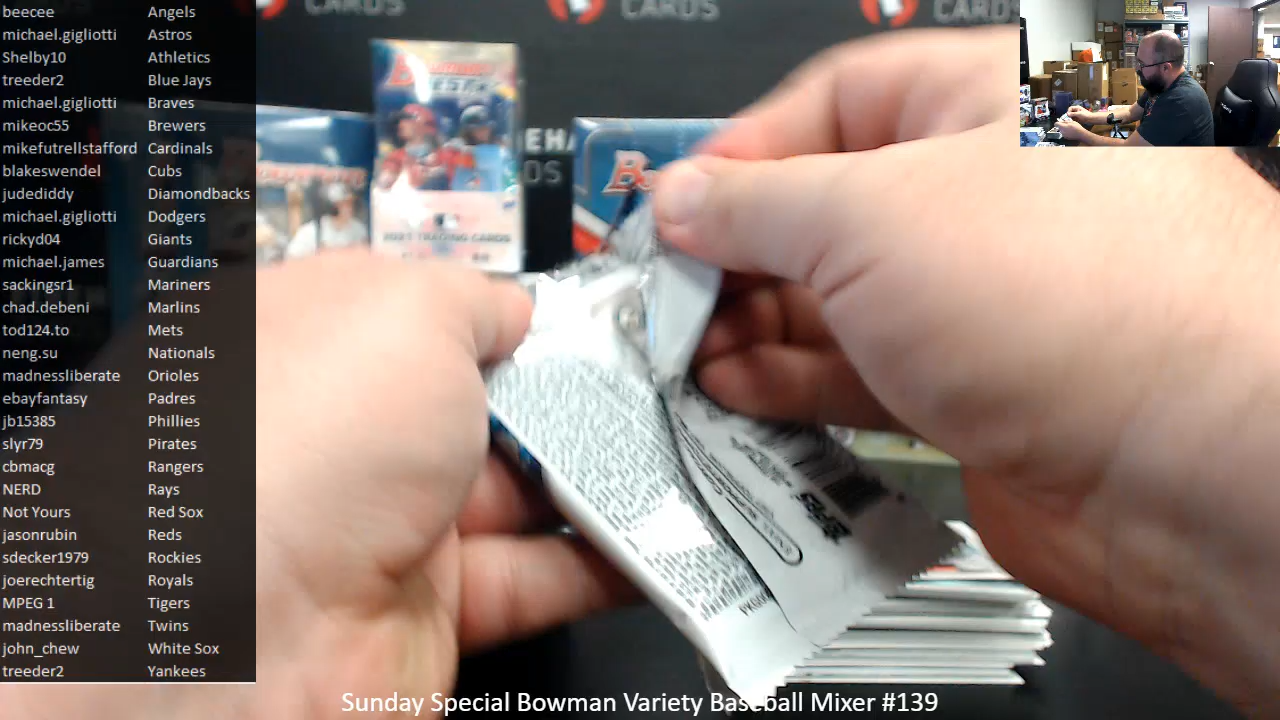 beecee Angels
michael.gigliotti Astros
Shelby10 Athletics
treeder2 Blue Jays
michael.gigliotti Braves
mikeoc55 Brewers
mikefutrellstafford Cardinals
blakeswendel Cubs
judediddy Diamondbacks
michael.gigliotti Dodgers
rickyd04 Giants
michael.james Guardians
sackingsr1 Mariners
chad.debeni Marlins
tod124.to Mets
neng.su Nationals
madnessliberate Orioles
ebayfantasy Padres
jb15385 Phillies
slyr79 Pirates
cbmacg Rangers
NERD Rays
Not Yours Red Sox
jasonrubin Reds
sdecker1979 Rockies
joerechtertig Royals
MPEG 1 Tigers
madnessliberate Twins
john_chew White Sox
treeder2 Yankees
CARDS
CARDS
CARDS
2021 TRADING CARDS
Sunday Special Bowman Variety Baseball Mixer #139